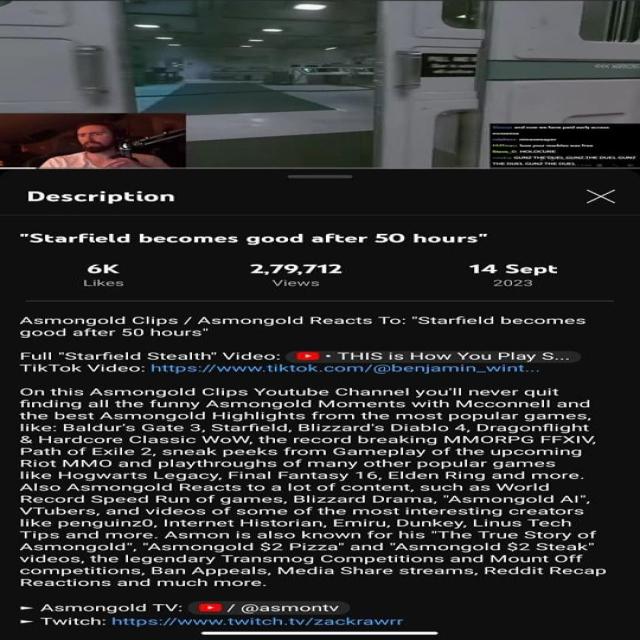 Description
"Starfield becomes good after 50 hours"
6K 2,79,712 14 Sept
Likes Views 2023
Asmongold Clips / Asmongold Reacts To: "Starfield becomes
good after 50 hours"
Full "Starfield Stealth" Video: • THIS is How You Play S...
TikTok Video: https://www.tiktok.com/@benjamin_wint...
On this Asmongold Clips Youtube Channel you'll never quit
finding all the funny Asmongold Moments with Mcconnell and
the best Asmongold Highlights from the most popular games,
like: Baldur's Gate 3, Starfield, Blizzard's Diablo 4, Dragonflight
& Hardcore Classic WoW, the record breaking MMORPG FFXIV,
Path of Exile 2, sneak peeks from Gameplay of the upcoming
Riot MMO and playthroughs of many other popular games
like Hogwarts Legacy, Final Fantasy 16, Elden Ring and more.
Also Asmongold Reacts to a lot of content, such as World
Record Speed Run of games, Blizzard Drama, "Asmongold AI",
VTubers, and videos of some of the most interesting creators
like penguinz0, Internet Historian, Emiru, Dunkey, Linus Tech
Tips and more. Asmon is also known for his "The True Story of
Asmongold", "Asmongold $2 Pizza" and "Asmongold $2 Steak"
videos, the legendary Transmog Competitions and Mount Off
competitions, Ban Appeals, Media Share streams, Reddit Recap
Reactions and much more.
► Asmongold TV: / @asmontv
► Twitch: https://www.twitch.tv/zackrawrr